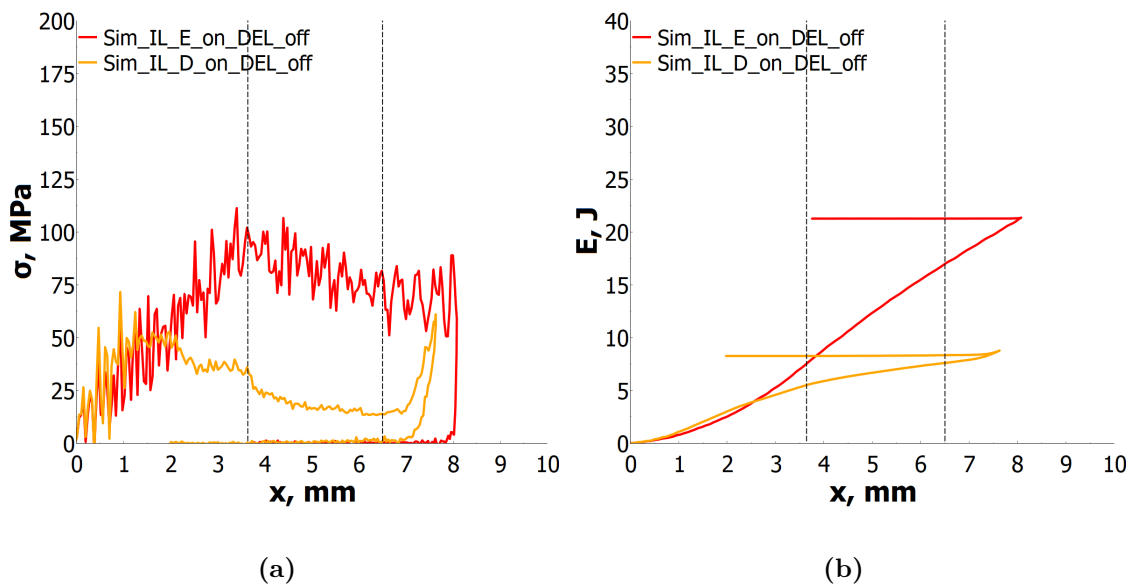 200
175
150
125
100
75
50
25
0
σ, MPa
Sim_IL_E_on_DEL_off
Sim_IL_D_on_DEL_off
0 1 2 3 4 5 6 7 8 9 10
x, mm
(a)
40
35
30
25
20
15
10
5
0
E, J
Sim_IL_E_on_DEL_off
Sim_IL_D_on_DEL_off
0 1 2 3 4 5 6 7 8 9 10
x, mm
(b)